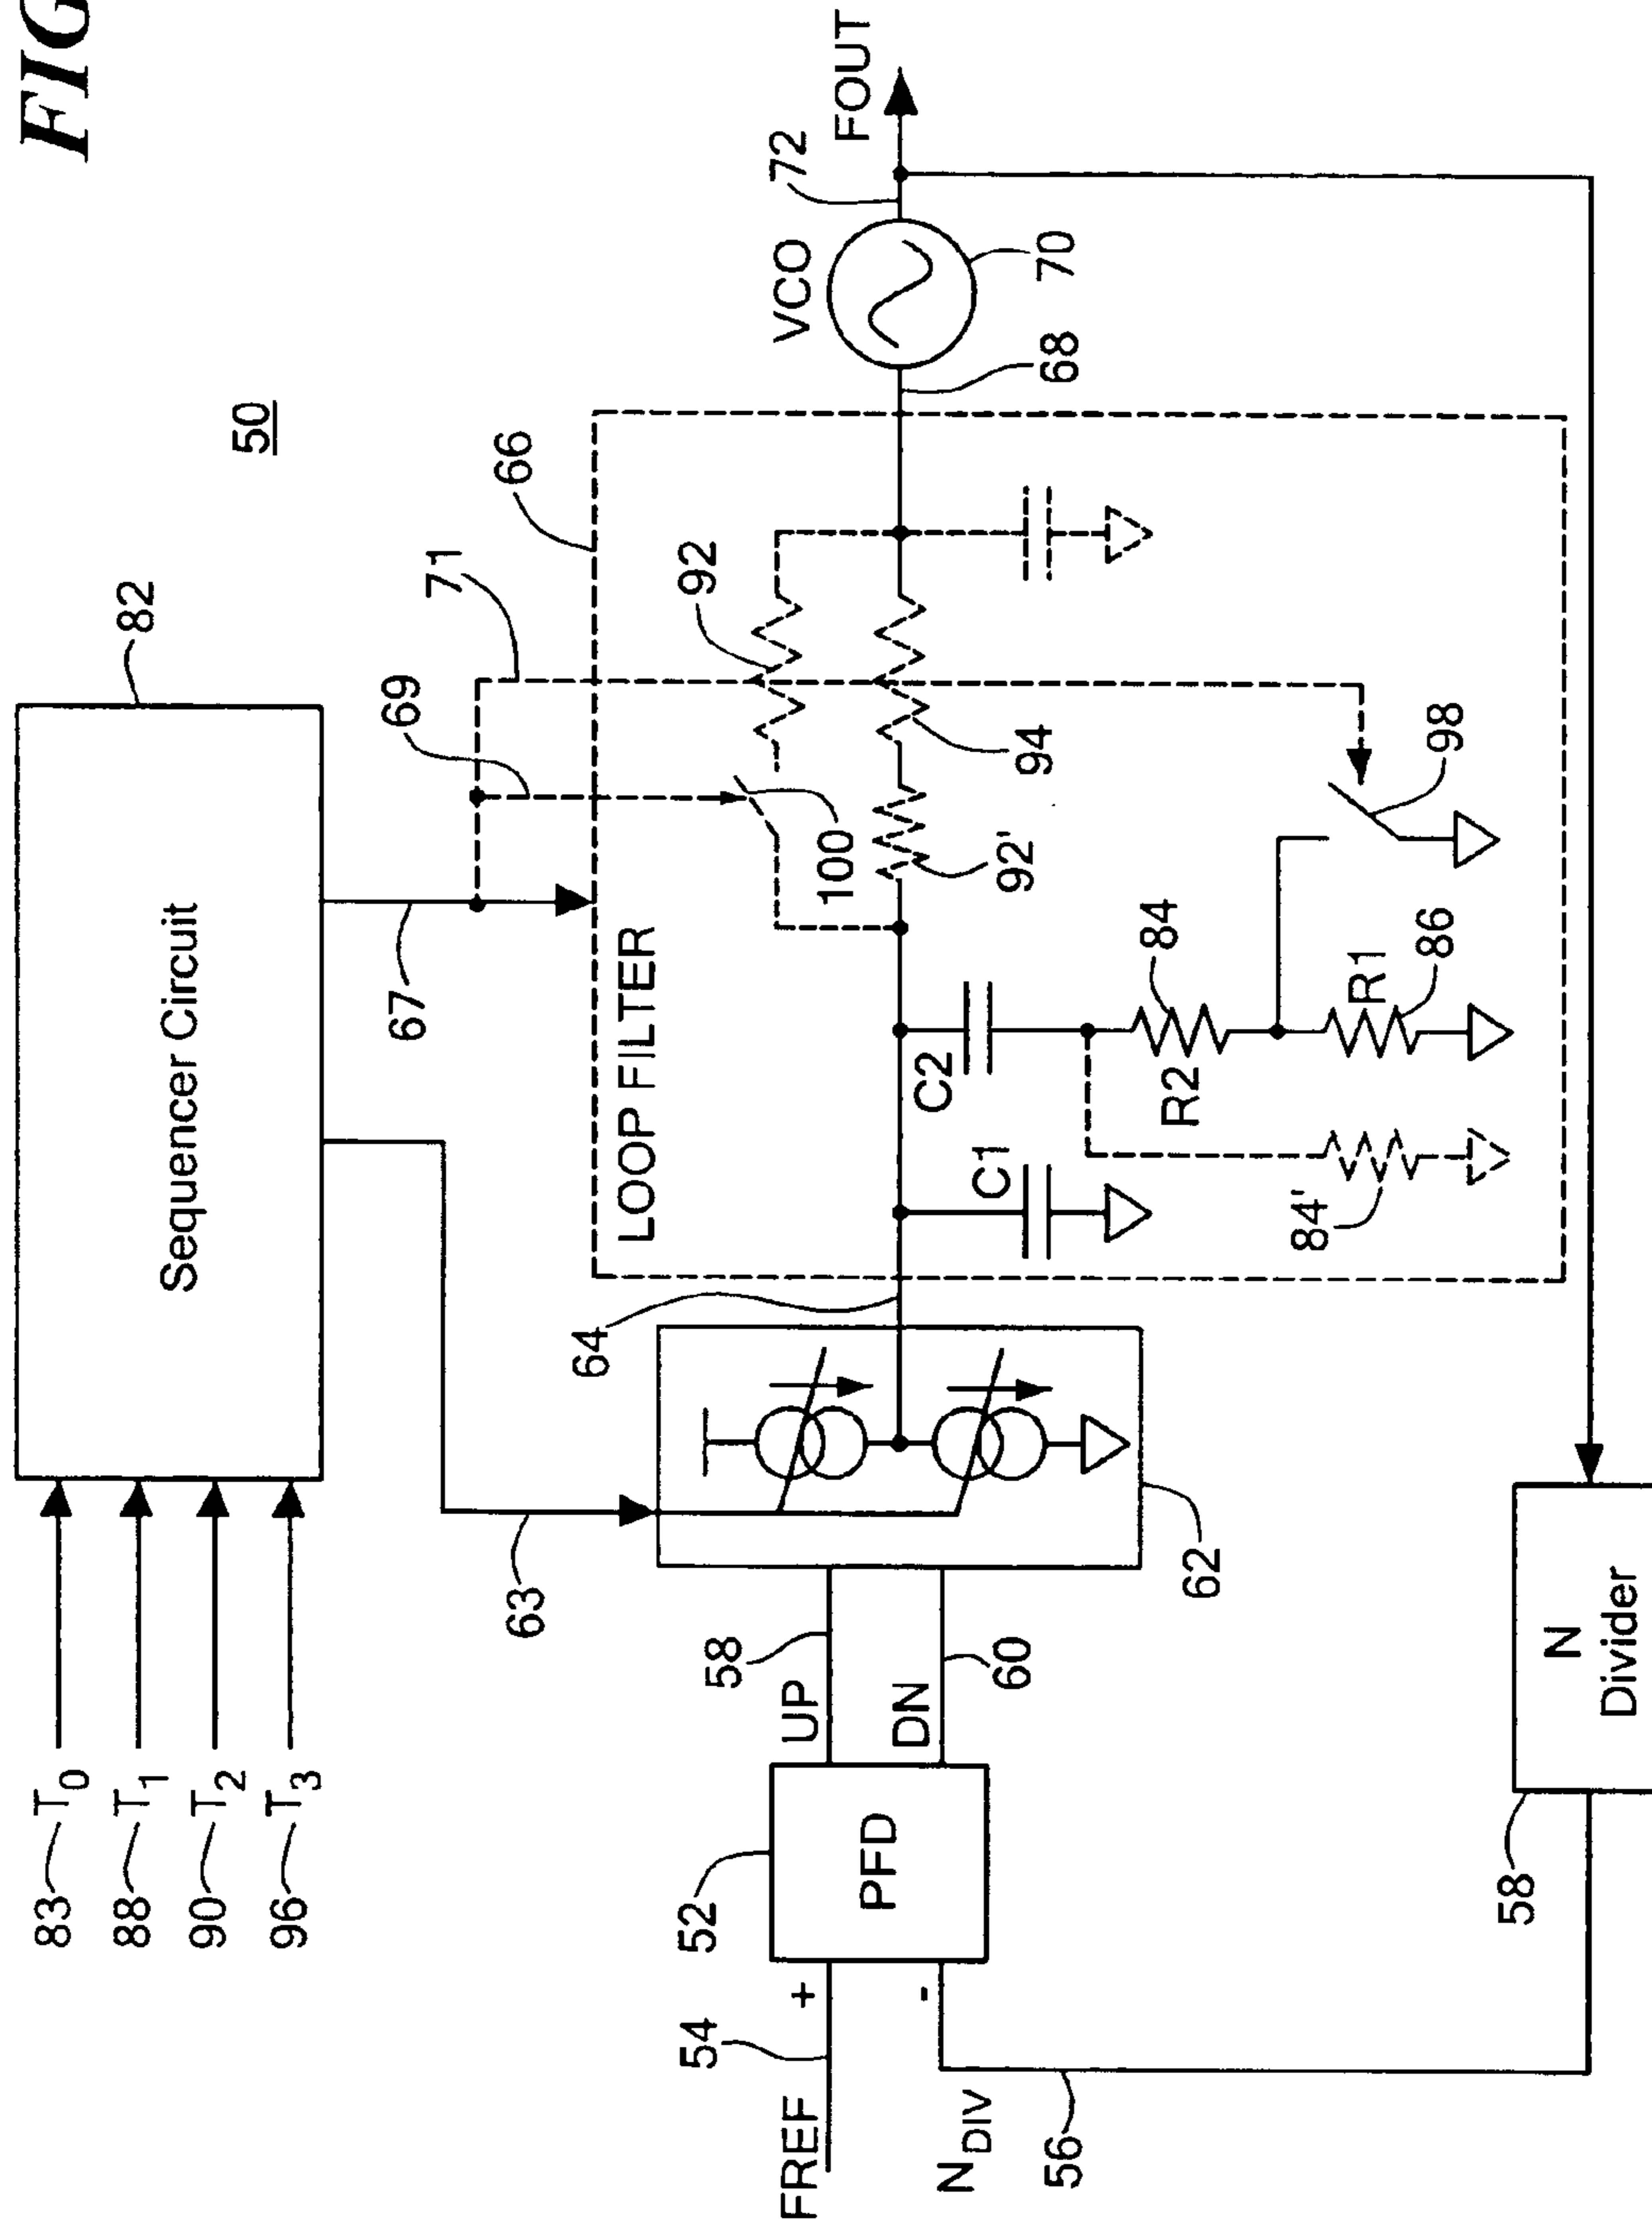 FIG
50
83 T0
88 T1
90 T2
96 T3
Sequencer Circuit
82
63
67
69
71
66
LOOP FILTER
FREF
54
+
-
NDIV
56
52
PFD
UP
58
DN
60
62
64
C1
C2
R2
84
84'
R1
86
98
100
92
92'
94
68
VCO
70
72
FOUT
58
N
Divider